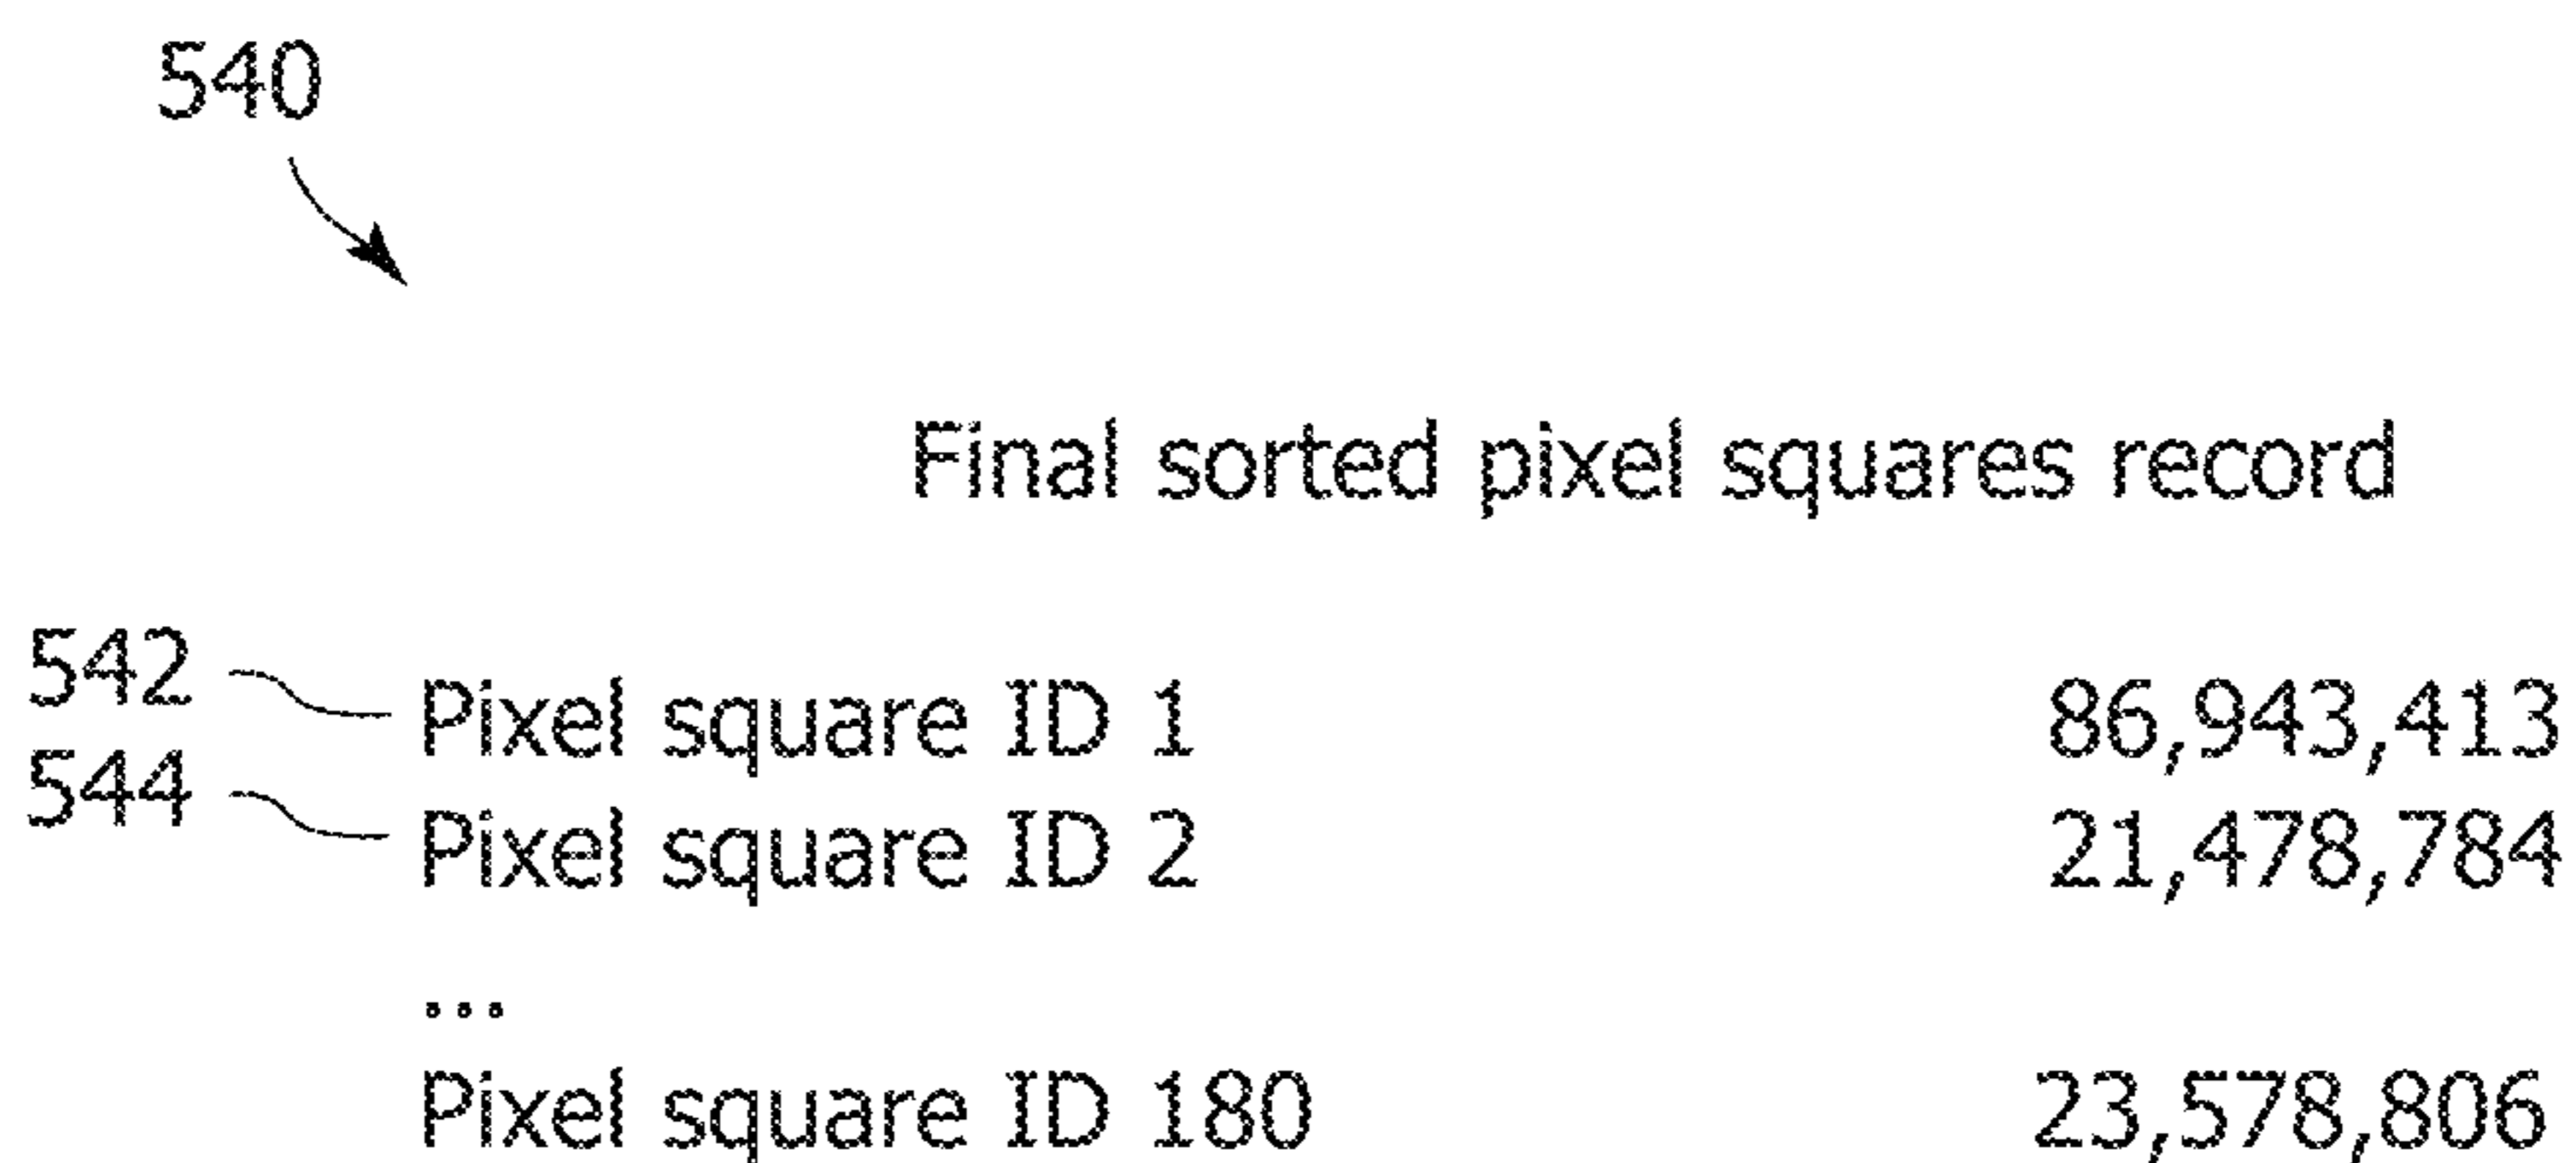 540
Final sorted pixel squares record
542 Pixel square ID 1 86,943,413
544 Pixel square ID 2 21,478,784
...
Pixel square ID 180 23,578,806